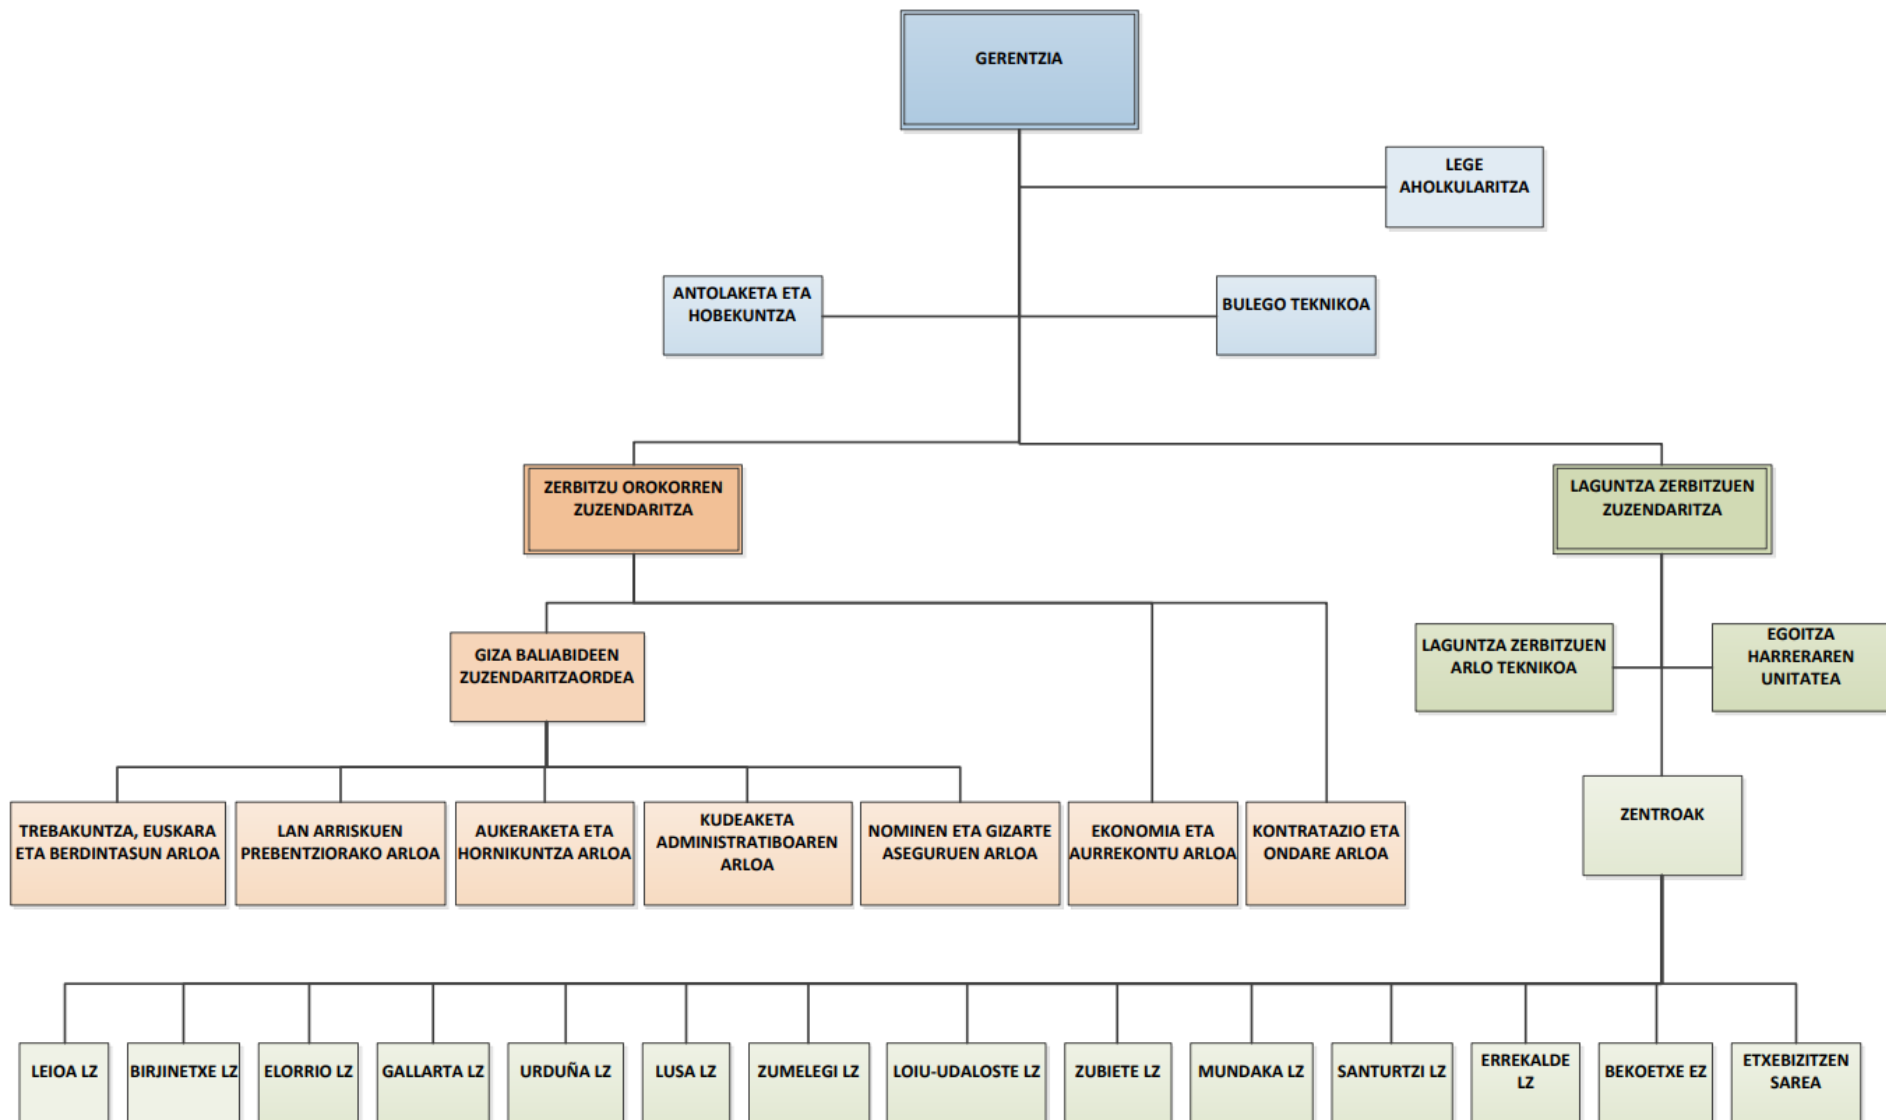 GERENTZIA
LEGE
AHOLKULARITZA
ANTOLAKETA ETA
HOBEKUNTZA
BULEGO TEKNIKOA
ZERBITZU OROKORREN
ZUZENDARITZA
LAGUNTZA ZERBITZUEN
ZUZENDARITZA
GIZA BALIABIDEEN
ZUZENDARITZAORDEA
LAGUNTZA ZERBITZUEN
ARLO TEKNIKOA
EGOITZA
HARRERAREN
UNITATEA
TREBAKUNTZA, EUSKARA
ETA BERDINTASUN ARLOA
LAN ARRISKUEN
PREBENTZIORAKO ARLOA
AUKERAKETA ETA
HORNIKUNTZA ARLOA
KUDEAKETA
ADMINISTRATIBOAREN
ARLOA
NOMINEN ETA GIZARTE
ASEGURUEN ARLOA
EKONOMIA ETA
AURREKONTU ARLOA
KONTRATAZIO ETA
ONDARE ARLOA
ZENTROAK
LEIOA LZ
BIRJINETXE LZ
ELORRIO LZ
GALLARTA LZ
URDUÑA LZ
LUSA LZ
ZUMELEGI LZ
LOIU-UDALOSTE LZ
ZUBIETE LZ
MUNDAKA LZ
SANTURTZI LZ
ERREKALDE
LZ
BEKOETXE EZ
ETXEBIZITZEN
SAREA